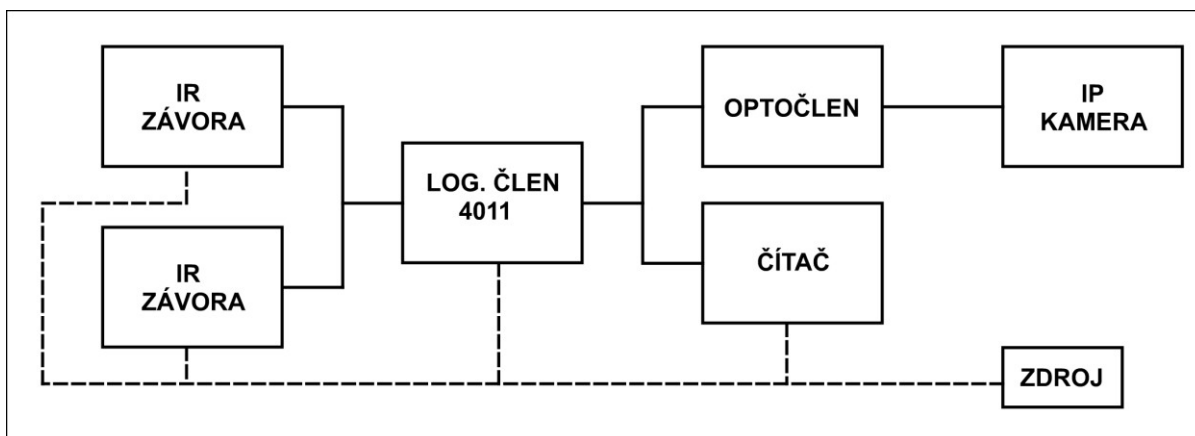 IR
ZÁVORA
IR
ZÁVORA
LOG. ČLEN
4011
OPTOČLEN
ČÍTAČ
IP
KAMERA
ZDROJ